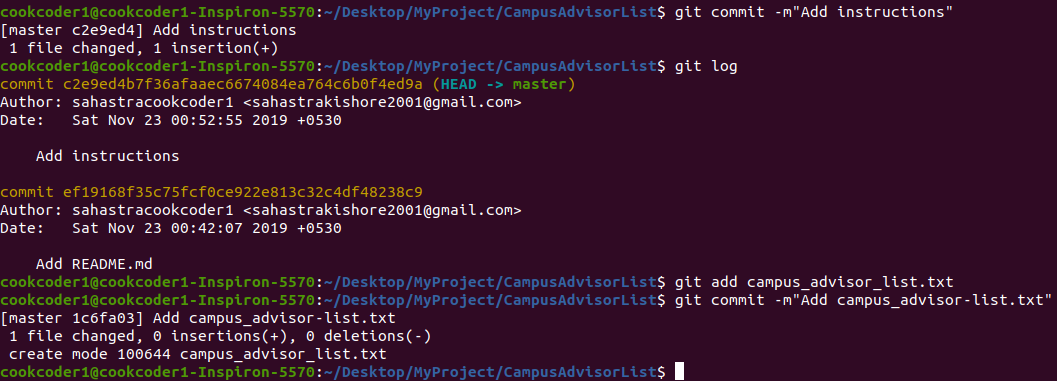 cookcoder1@cookcoder1-Inspiron-5570:~/Desktop/MyProject/CampusAdvisorList$ git commit -m"Add instructions"
[master c2e9ed4] Add instructions
 1 file changed, 1 insertion(+)
cookcoder1@cookcoder1-Inspiron-5570:~/Desktop/MyProject/CampusAdvisorList$ git log
commit c2e9ed4b7f36afaaec6674084ea764c6b0f4ed9a (HEAD -> master)
Author: sahastracookcoder1 <sahastrakishore2001@gmail.com>
Date:   Sat Nov 23 00:52:55 2019 +0530
    Add instructions
commit ef19168f35c75fcf0ce922e813c32c4df48238c9
Author: sahastracookcoder1 <sahastrakishore2001@gmail.com>
Date:   Sat Nov 23 00:42:07 2019 +0530
    Add README.md
cookcoder1@cookcoder1-Inspiron-5570:~/Desktop/MyProject/CampusAdvisorList$ git add campus_advisor_list.txt
cookcoder1@cookcoder1-Inspiron-5570:~/Desktop/MyProject/CampusAdvisorList$ git commit -m"Add campus_advisor-list.txt"
[master 1c6fa03] Add campus_advisor-list.txt
 1 file changed, 0 insertions(+), 0 deletions(-)
 create mode 100644 campus_advisor_list.txt
cookcoder1@cookcoder1-Inspiron-5570:~/Desktop/MyProject/CampusAdvisorList$